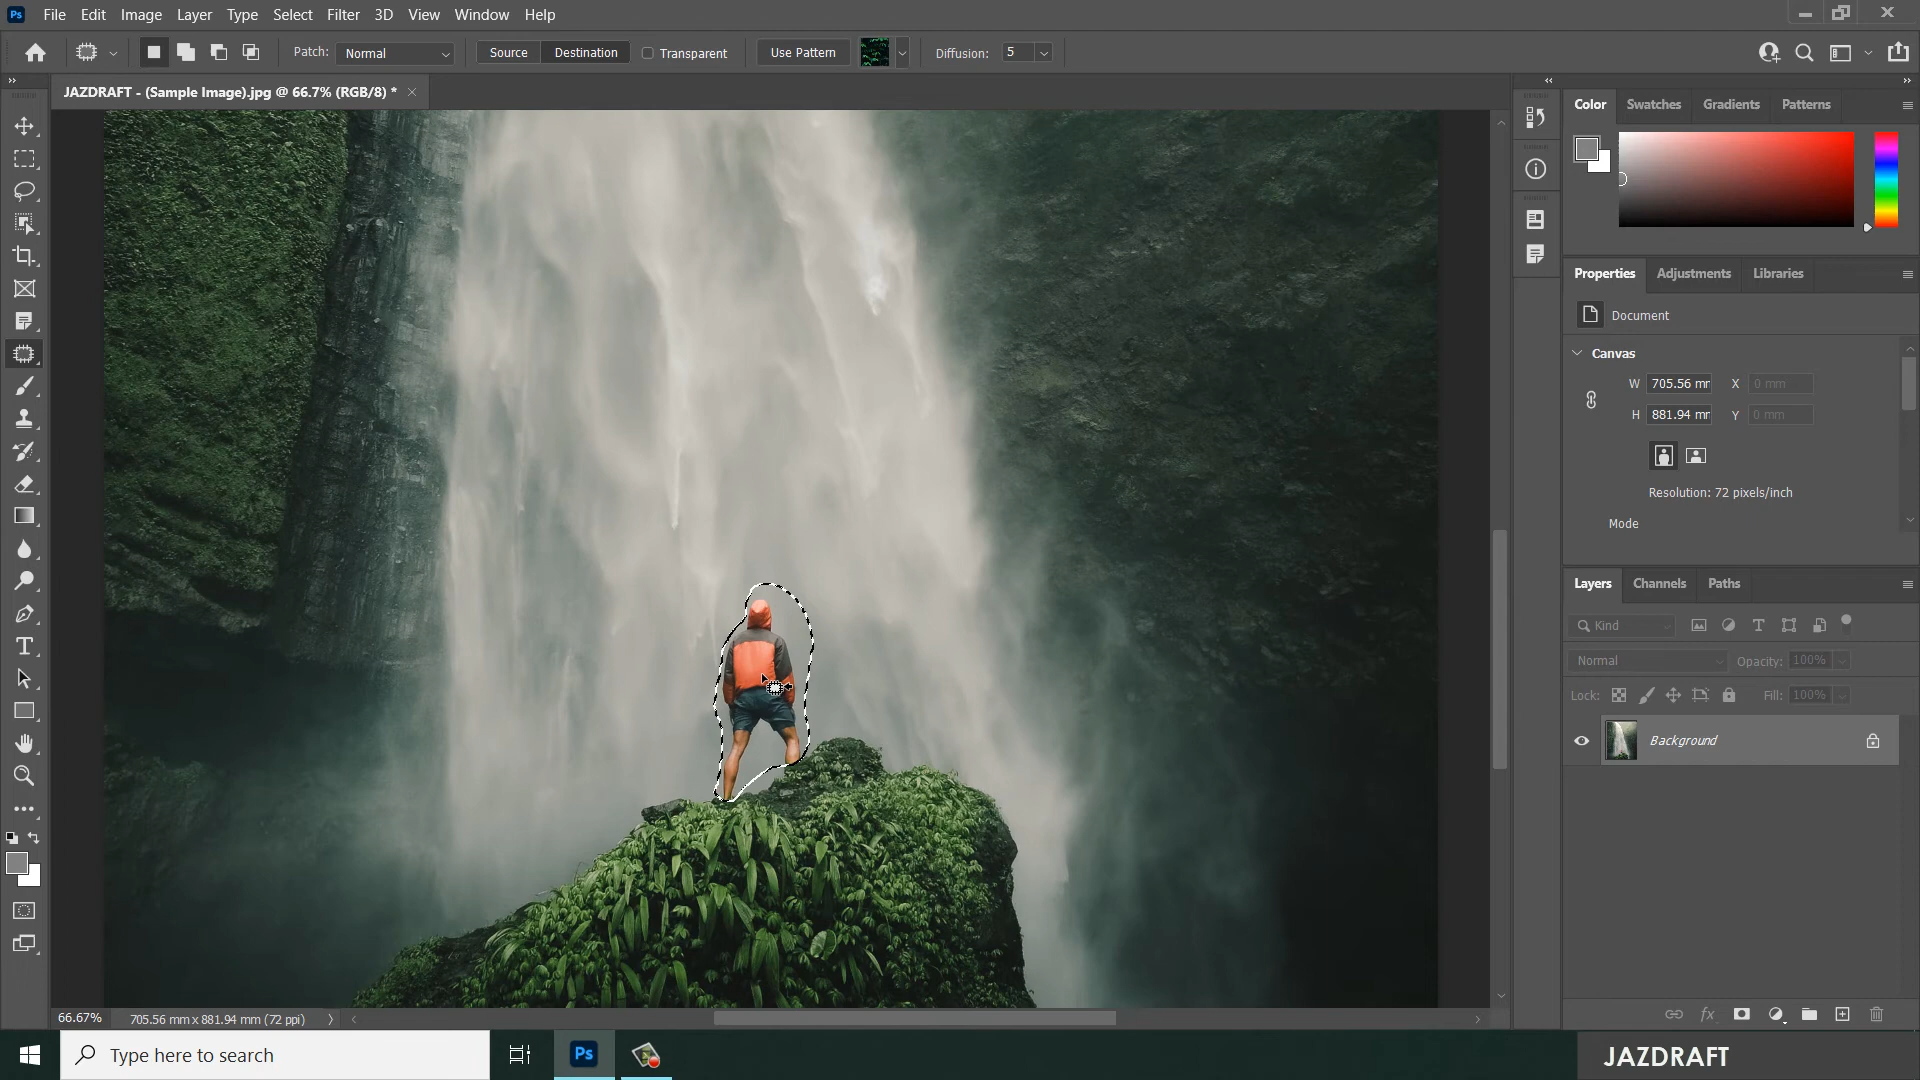 Ps File Edit Image Layer Type Select Filter 3D View Window Help
Patch: Normal Source Destination Transparent Use Pattern Diffusion: 5
JAZDRAFT - (Sample Image).jpg @ 66.7% (RGB/8) *
Color Swatches Gradients Patterns
Properties Adjustments Libraries
Document
Canvas
W 705.56 mm X 0 mm
H 881.94 mm Y 0 mm
Resolution: 72 pixels/inch
Mode
Layers Channels Paths
Kind
Normal Opacity: 100%
Lock: Fill: 100%
Background
fx
66.67% 705.56 mm x 881.94 mm (72 ppi)
Type here to search Ps
JAZDRAFT